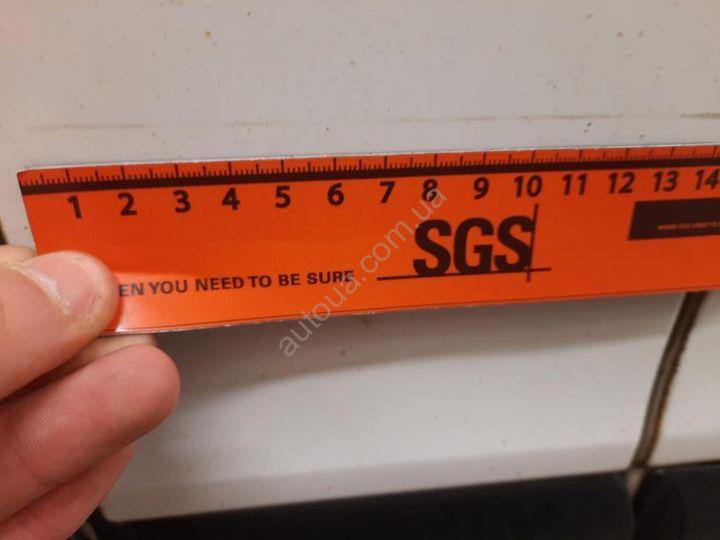 1 2 3 4 5 6 7 8 9 10 11 12 13 14
SGS
EN YOU NEED TO BE SURE
autoua.com.ua